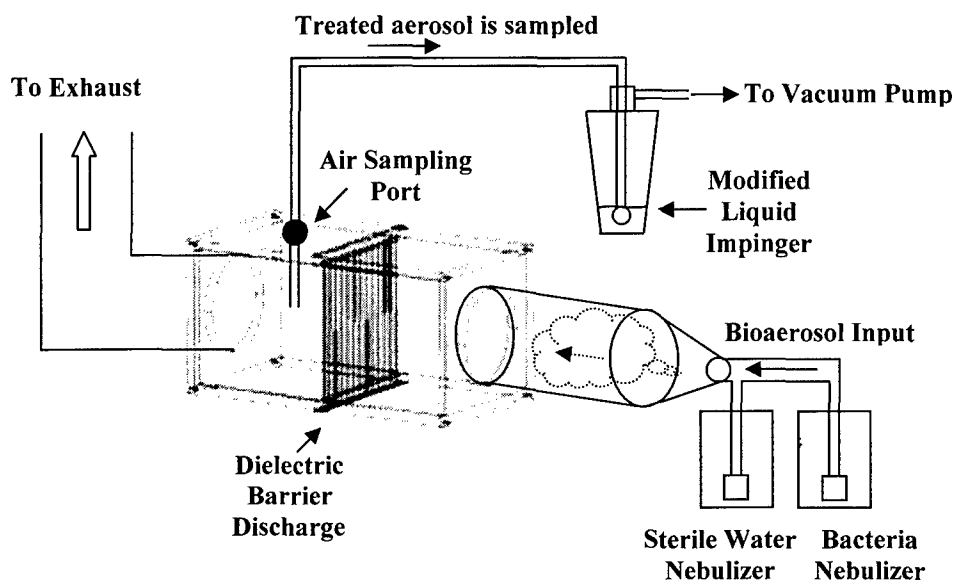 Treated aerosol is sampled
To Exhaust
To Vacuum Pump
Air Sampling
Port
Modified
Liquid
Impinger
Bioaerosol Input
Dielectric
Barrier
Discharge
Sterile Water
Nebulizer
Bacteria
Nebulizer